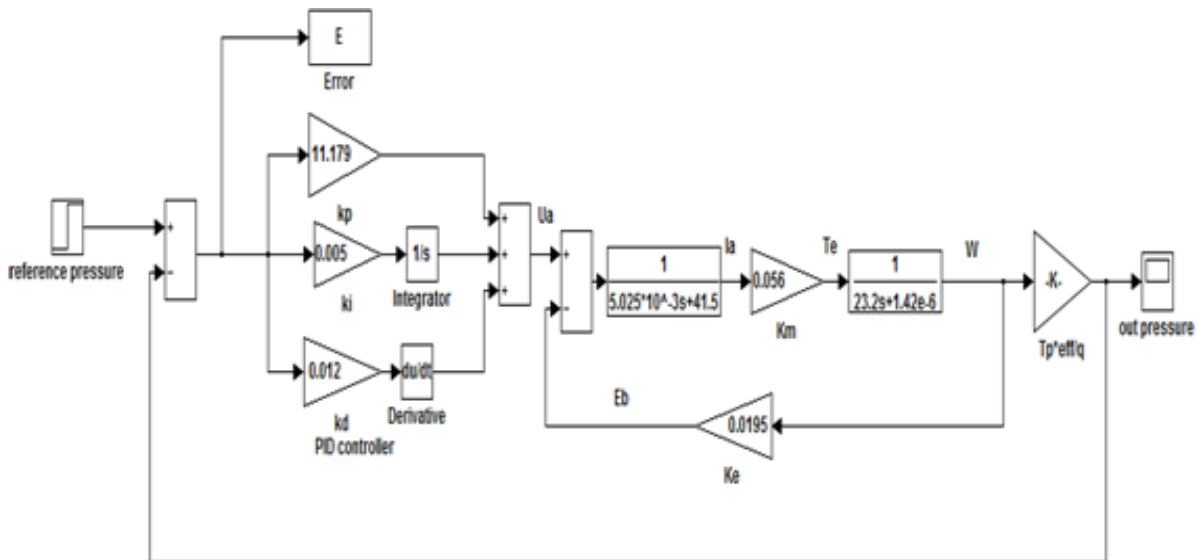 E
Error
11.179
kp
reference pressure
+
−
0.005
ki
1/s
Integrator
0.012
kd
du/dt
Derivative
PID controller
+
+
+
Ua
+
−
1
5.025*10^-3s+41.5
Ia
0.056
Km
Te
1
23.2s+1.42e-6
W
-K-
Tp*eff/q
out pressure
Eb
0.0195
Ke